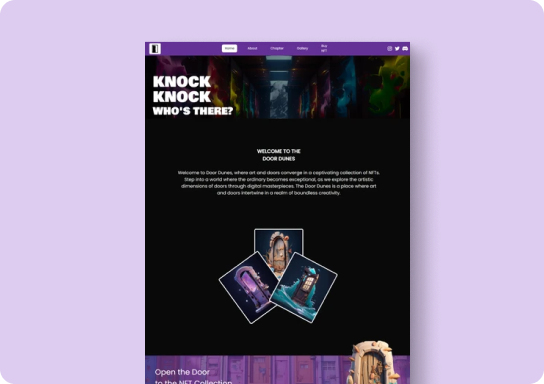 Home About Chapter Gallery Buy
NFT
KNOCK
KNOCK
WHO'S THERE?
WELCOME TO THE
DOOR DUNES
Welcome to Door Dunes, where art and doors converge in a captivating collection of NFTs.
Step into a world where the ordinary becomes exceptional, as we explore the artistic
dimensions of doors through digital masterpieces. The Door Dunes is a place where art
and doors intertwine in a realm of boundless creativity.
Open the Door
to the NFT Collection